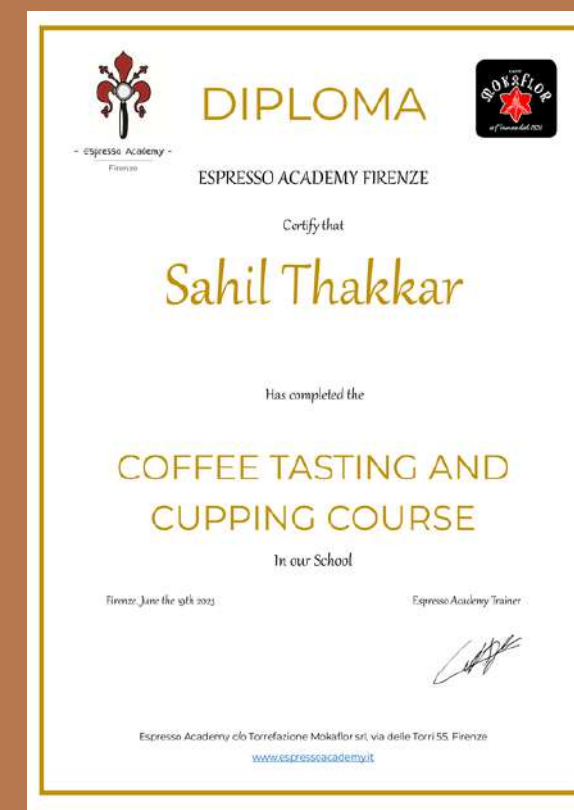 DIPLOMA
MOKAFLOR
- Espresso Academy -
Firenze
ESPRESSO ACADEMY FIRENZE
Certify that
Sahil Thakkar
Has completed the
COFFEE TASTING AND
CUPPING COURSE
In our School
Firenze, June the 19th 2023
Espresso Academy Trainer
Espresso Academy c/o Torrefazione Mokaflor srl, via delle Torri 55, Firenze
www.espressoacademy.it